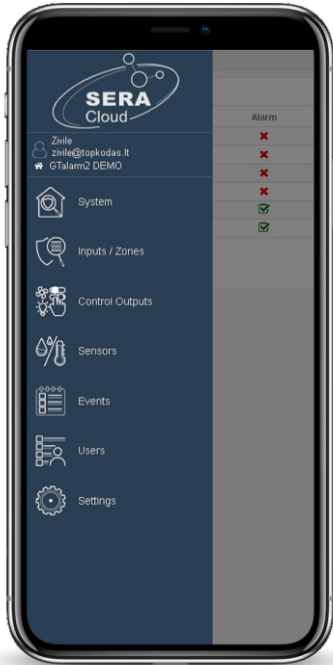 SERA
Cloud
Zivile
zivile@topkodas.lt
GTalarm2 DEMO
Alarm
System
Inputs / Zones
Control Outputs
Sensors
Events
Users
Settings